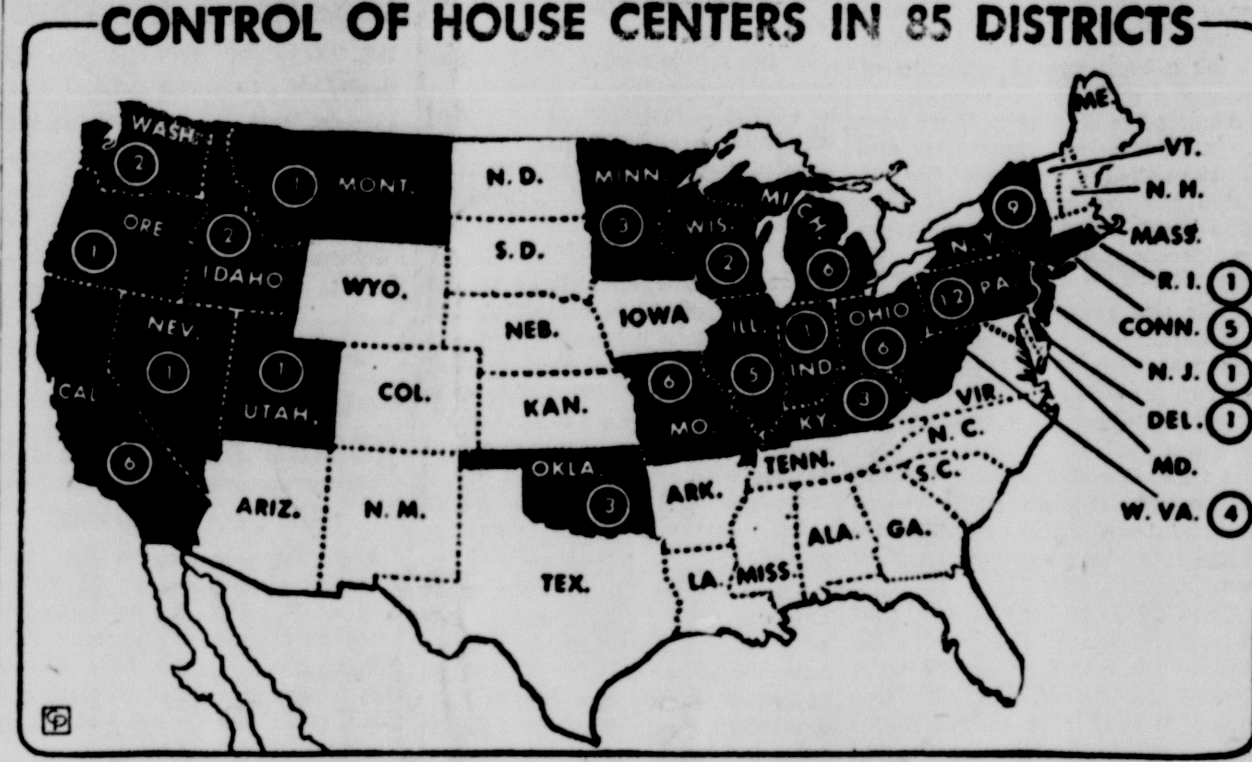 CONTROL OF HOUSE CENTERS IN 85 DISTRICTS
WASH.
2
1
MONT.
N. D.
MINN.
3
ME.
VT.
N. H.
MASS.
R. I. 1
CONN. 5
N. J. 1
DEL. 1
MD.
W. VA. 4
ORE
1
2
IDAHO
WYO.
S.D.
WIS.
2
MICH
6
N. Y.
9
12
PA.
NEB.
IOWA
ILL.
5
1
IND.
OHIO
6
NEV.
1
1
UTAH.
COL.
KAN.
6
MO.
3
KY.
VIR.
CAL
6
ARIZ.
N. M.
OKLA.
3
ARK.
TENN.
N. C.
S.C.
TEX.
LA.
MISS.
ALA.
GA.
CP